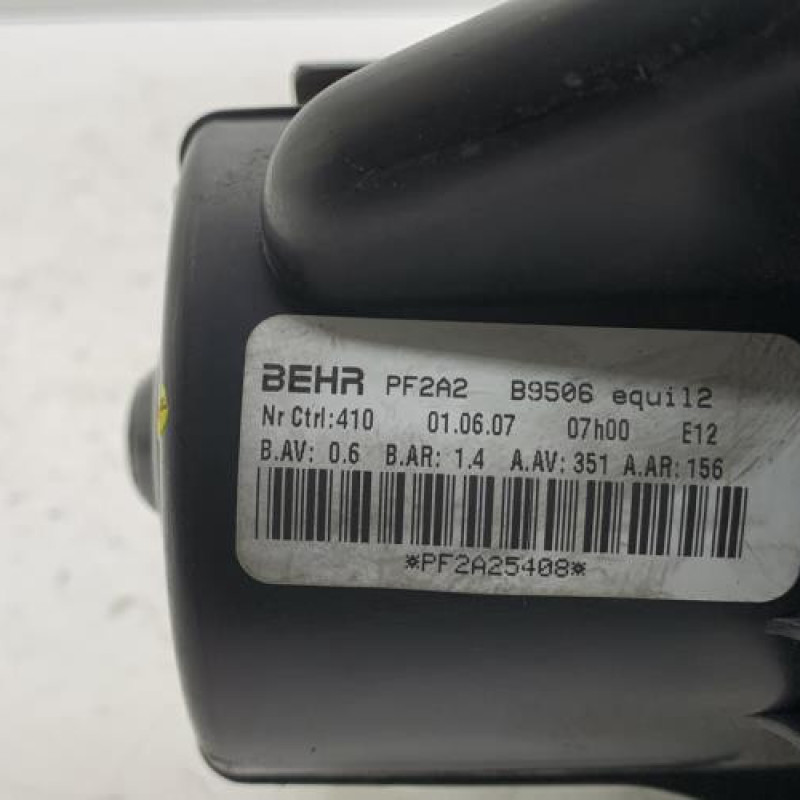 BEHR PF2A2 B9506 equil2
Nr Ctrl:410 01.06.07 07h00 E12
B.AV: 0.6 B.AR: 1.4 A.AV: 351 A.AR: 156
*PF2A25408*